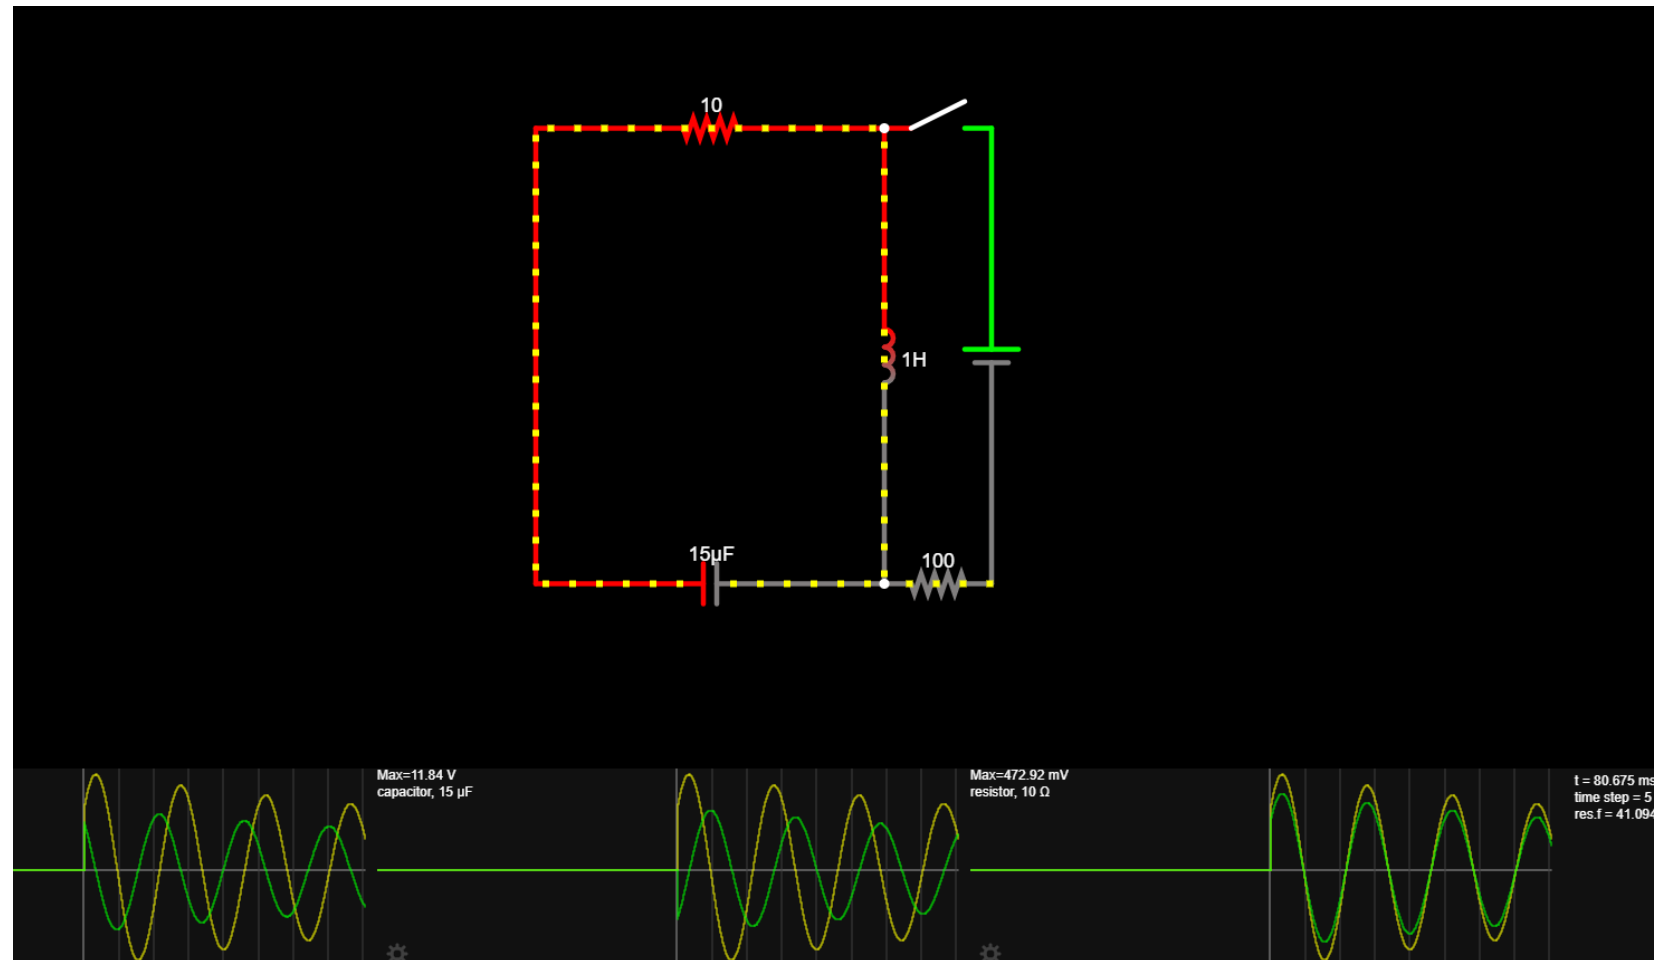 10
1H
15μF
100
Max=11.84 V
capacitor, 15 μF
Max=472.92 mV
resistor, 10 Ω
t = 80.675 ms
time step = 5
res.f = 41.094